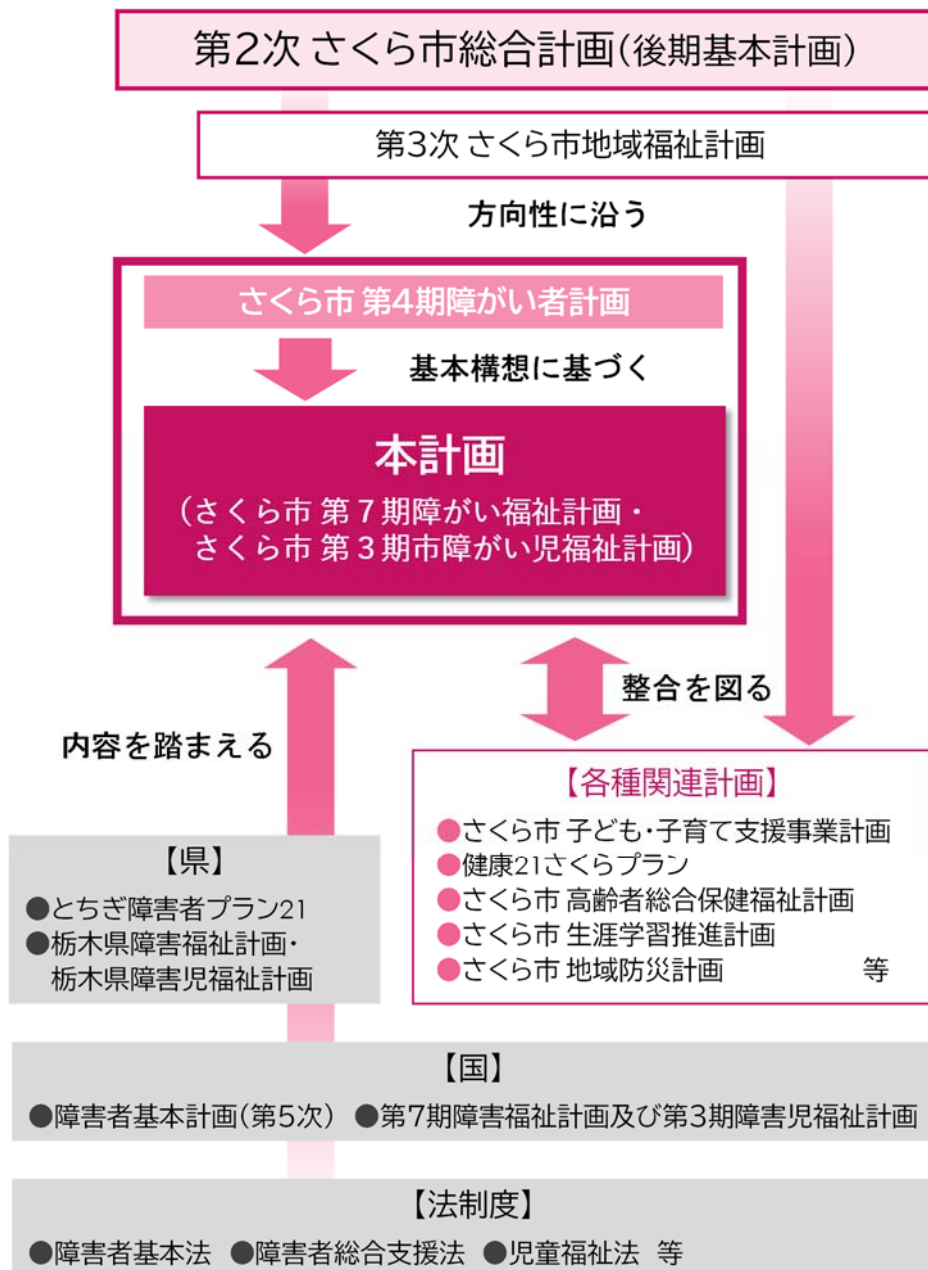 第2次 さくら市総合計画(後期基本計画)
第3次 さくら市地域福祉計画
方向性に沿う
さくら市 第4期障がい者計画
基本構想に基づく
本計画
(さくら市 第7期障がい福祉計画・
さくら市 第3期市障がい児福祉計画)
整合を図る
内容を踏まえる
【各種関連計画】
●さくら市 子ども・子育て支援事業計画
●健康21さくらプラン
●さくら市 高齢者総合保健福祉計画
●さくら市 生涯学習推進計画
●さくら市 地域防災計画 等
【県】
●とちぎ障害者プラン21
●栃木県障害福祉計画・
栃木県障害児福祉計画
【国】
●障害者基本計画(第5次) ●第7期障害福祉計画及び第3期障害児福祉計画
【法制度】
●障害者基本法 ●障害者総合支援法 ●児童福祉法 等